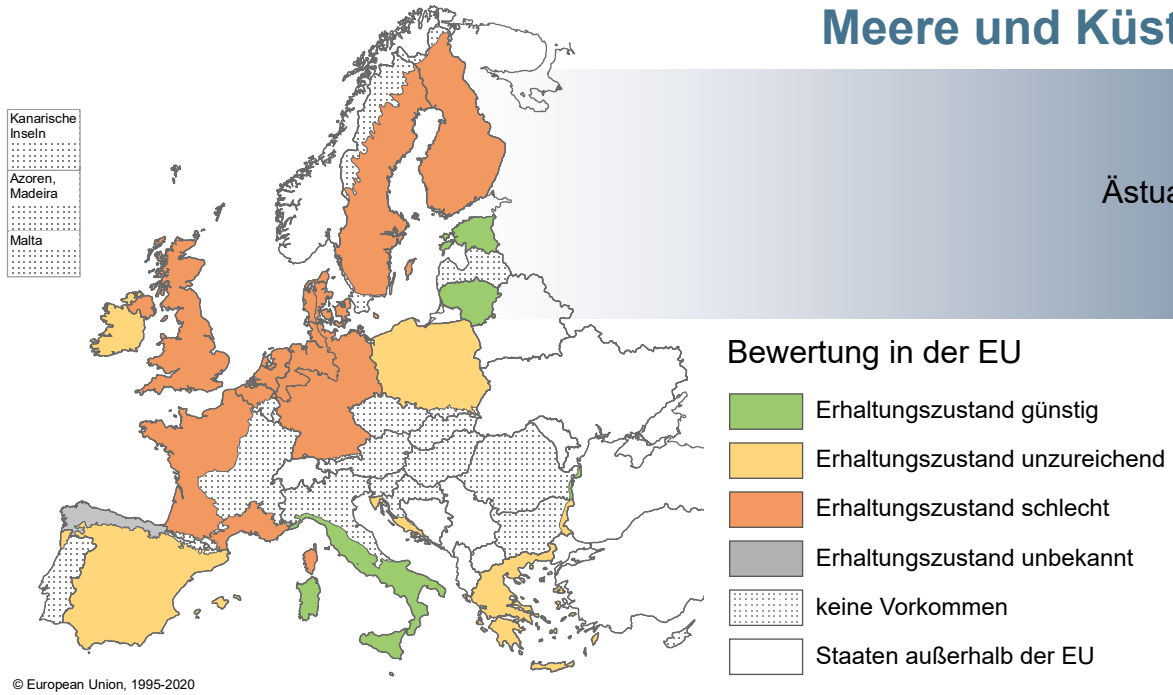 Meere und Küst
Kanarische
Inseln
Azoren,
Madeira
Malta
Ästua
Bewertung in der EU
Erhaltungszustand günstig
Erhaltungszustand unzureichend
Erhaltungszustand schlecht
Erhaltungszustand unbekannt
keine Vorkommen
Staaten außerhalb der EU
© European Union, 1995-2020